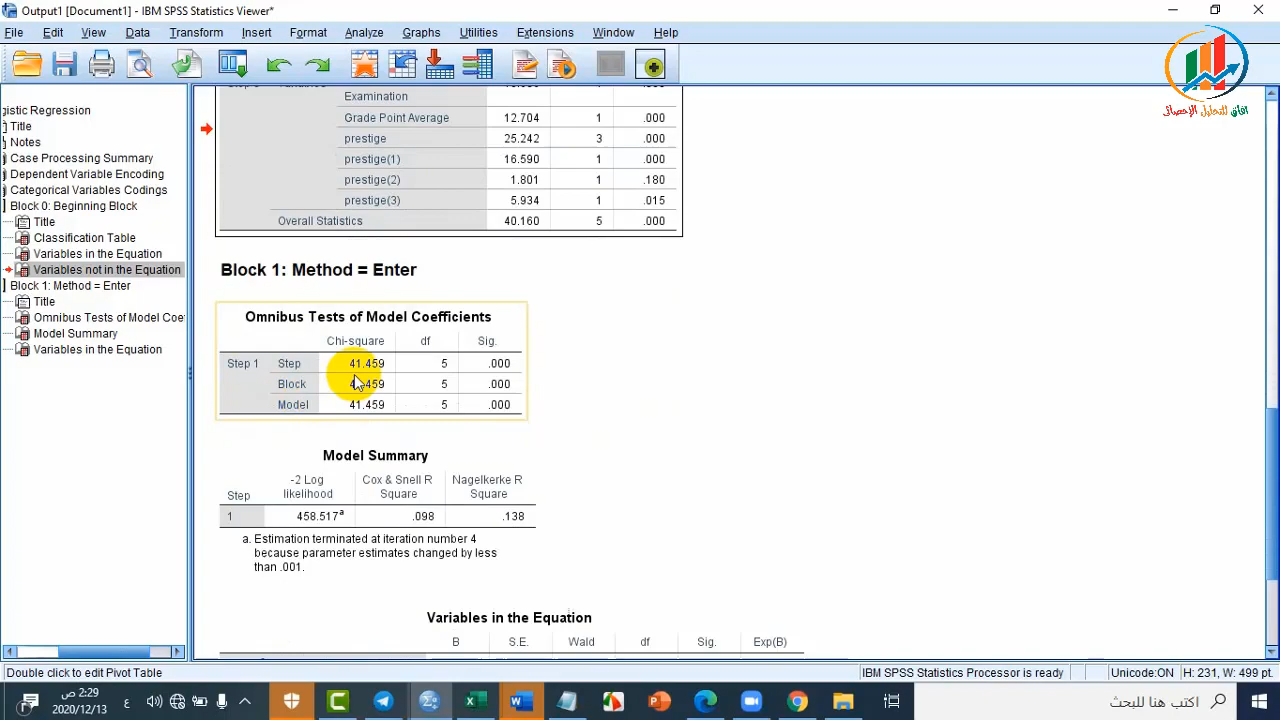 Output1 [Document1] - IBM SPSS Statistics Viewer*
File Edit View Data Transform Insert Format Analyze Graphs Utilities Extensions Window Help
آفاق للتحليل الإحصائى
gistic Regression
Title
Notes
Case Processing Summary
Dependent Variable Encoding
Categorical Variables Codings
Block 0: Beginning Block
Title
Classification Table
Variables in the Equation
Variables not in the Equation
Block 1: Method = Enter
Title
Omnibus Tests of Model Coef
Model Summary
Variables in the Equation
Examination
Grade Point Average 12.704 1 .000
prestige 25.242 3 .000
prestige(1) 16.590 1 .000
prestige(2) 1.801 1 .180
prestige(3) 5.934 1 .015
Overall Statistics 40.160 5 .000
Block 1: Method = Enter
Omnibus Tests of Model Coefficients
Chi-square df Sig.
Step 1 Step 41.459 5 .000
Block 41.459 5 .000
Model 41.459 5 .000
Model Summary
Step -2 Log likelihood Cox & Snell R Square Nagelkerke R Square
1 458.517a .098 .138
a. Estimation terminated at iteration number 4
because parameter estimates changed by less
than .001.
Variables in the Equation
B S.E. Wald df Sig. Exp(B)
Double click to edit Pivot Table
IBM SPSS Statistics Processor is ready
Unicode:ON
H: 231, W: 499 pt.
2:29 ص
2020/12/13
ع
اكتب هنا للبحث